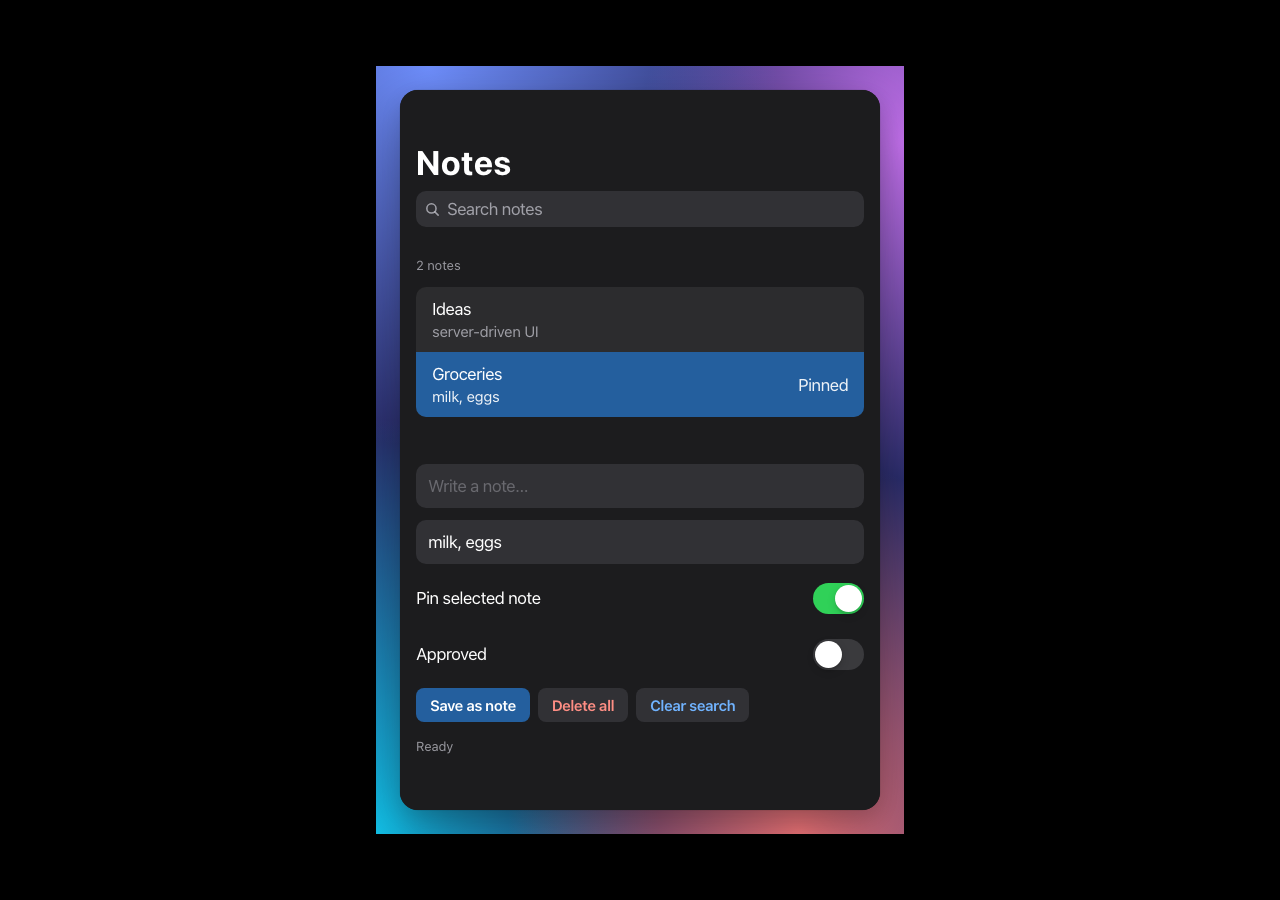 Notes
Search notes
2 notes
Ideas
server-driven UI
Groceries
milk, eggs
Pinned
Write a note...
milk, eggs
Pin selected note
Approved
Save as note
Delete all
Clear search
Ready